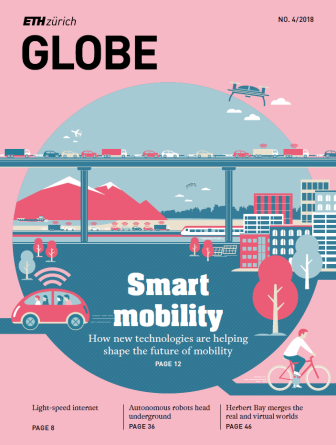 ETH zürich
NO. 4/2018
GLOBE
Smart
mobility
How new technologies are helping
shape the future of mobility
PAGE 12
Light-speed internet
PAGE 8
Autonomous robots head
underground
PAGE 36
Herbert Bay merges the
real and virtual worlds
PAGE 46